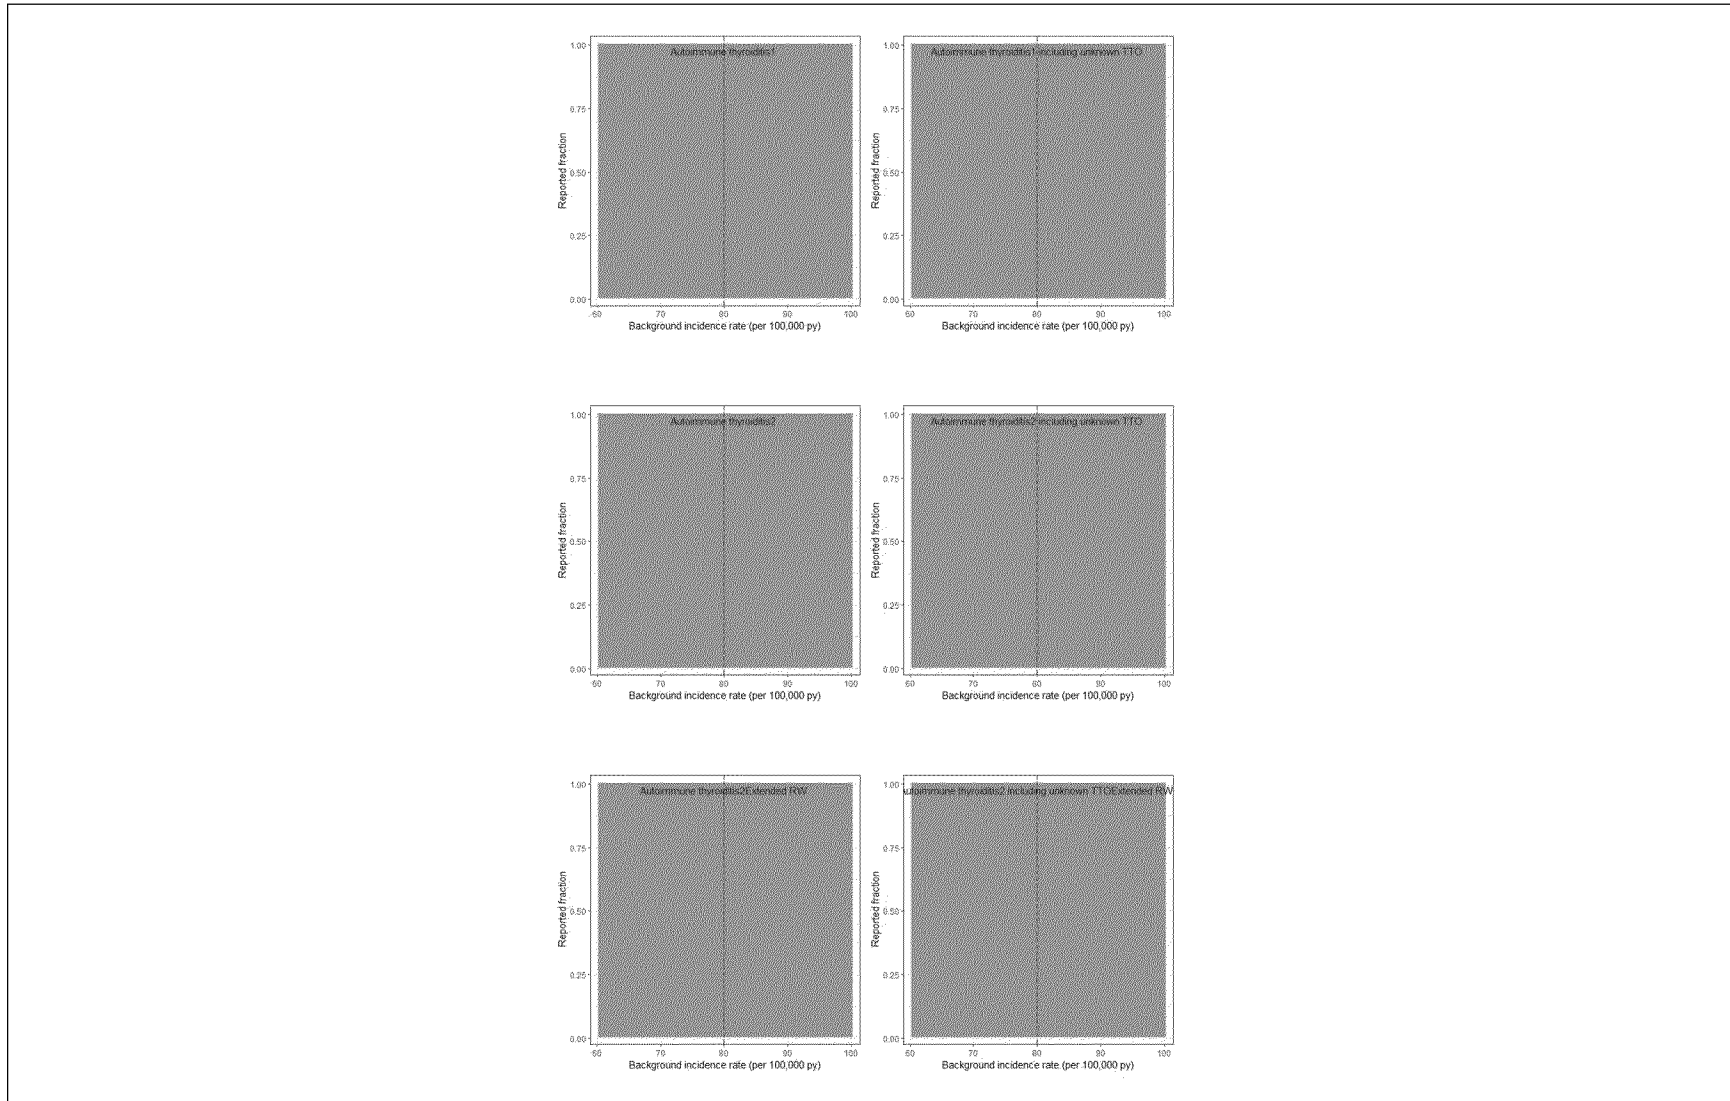 Autoimmune thyroiditis1
1.00
0.75
0.50
0.25
0.00
Reported fraction
60 70 80 90 100
Background incidence rate (per 100,000 py)
Autoimmune thyroiditis1 including unknown TTO
1.00
0.75
0.50
0.25
0.00
Reported fraction
60 70 80 90 100
Background incidence rate (per 100,000 py)
Autoimmune thyroiditis2
1.00
0.75
0.50
0.25
0.00
Reported fraction
60 70 80 90 100
Background incidence rate (per 100,000 py)
Autoimmune thyroiditis2 including unknown TTO
1.00
0.75
0.50
0.25
0.00
Reported fraction
60 70 80 90 100
Background incidence rate (per 100,000 py)
Autoimmune thyroiditis2Extended RW
1.00
0.75
0.50
0.25
0.00
Reported fraction
60 70 80 90 100
Background incidence rate (per 100,000 py)
utoimmune thyroiditis2 including unknown TTOExtended RW
1.00
0.75
0.50
0.25
0.00
Reported fraction
60 70 80 90 100
Background incidence rate (per 100,000 py)